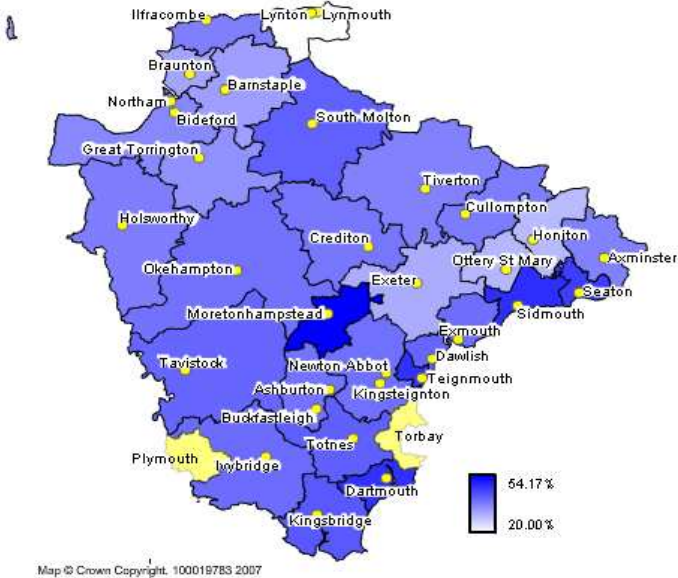 Ilfracombe
Lynton
Lynmouth
Braunton
Barnstaple
Northam
Bideford
South Molton
Great Torrington
Tiverton
Cullompton
Holsworthy
Crediton
Honiton
Okehampton
Exeter
Ottery St Mary
Axminster
Moretonhampstead
Seaton
Sidmouth
Exmouth
Tavistock
Newton Abbot
Dawlish
Teignmouth
Ashburton
Kingsteignton
Buckfastleigh
Totnes
Torbay
Plymouth
Ivybridge
Dartmouth
Kingsbridge
54.17%
20.00%
Map © Crown Copyright. 100019783 2007